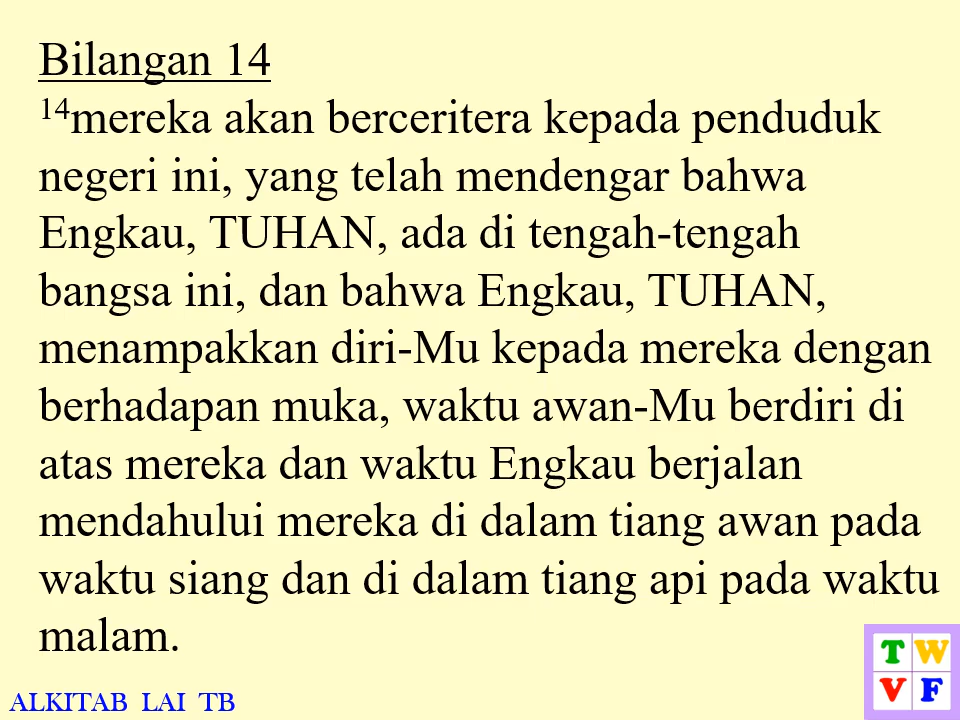 Bilangan 14
14mereka akan berceritera kepada penduduk
negeri ini, yang telah mendengar bahwa
Engkau, TUHAN, ada di tengah-tengah
bangsa ini, dan bahwa Engkau, TUHAN,
menampakkan diri-Mu kepada mereka dengan
berhadapan muka, waktu awan-Mu berdiri di
atas mereka dan waktu Engkau berjalan
mendahului mereka di dalam tiang awan pada
waktu siang dan di dalam tiang api pada waktu
malam.
T W
V F
ALKITAB LAI TB